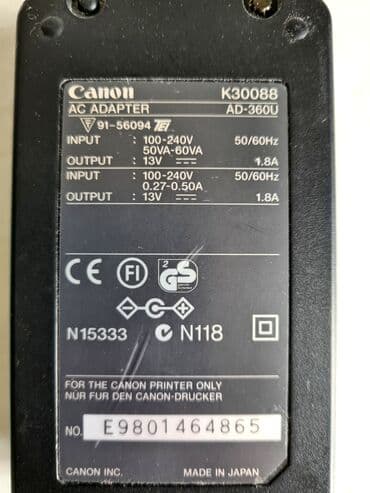 Canon K30088
AC ADAPTER AD-360U
91-56094 TEI
INPUT : 100-240V 50/60Hz
50VA-60VA
OUTPUT : 13V 1.8A
INPUT : 100-240V 50/60Hz
0.27-0.50A
OUTPUT : 13V 1.8A
CE FI 2 GS
N15333 N118
FOR THE CANON PRINTER ONLY
NUR FUR DEN CANON-DRUCKER
NO. E9801464865
CANON INC. MADE IN JAPAN